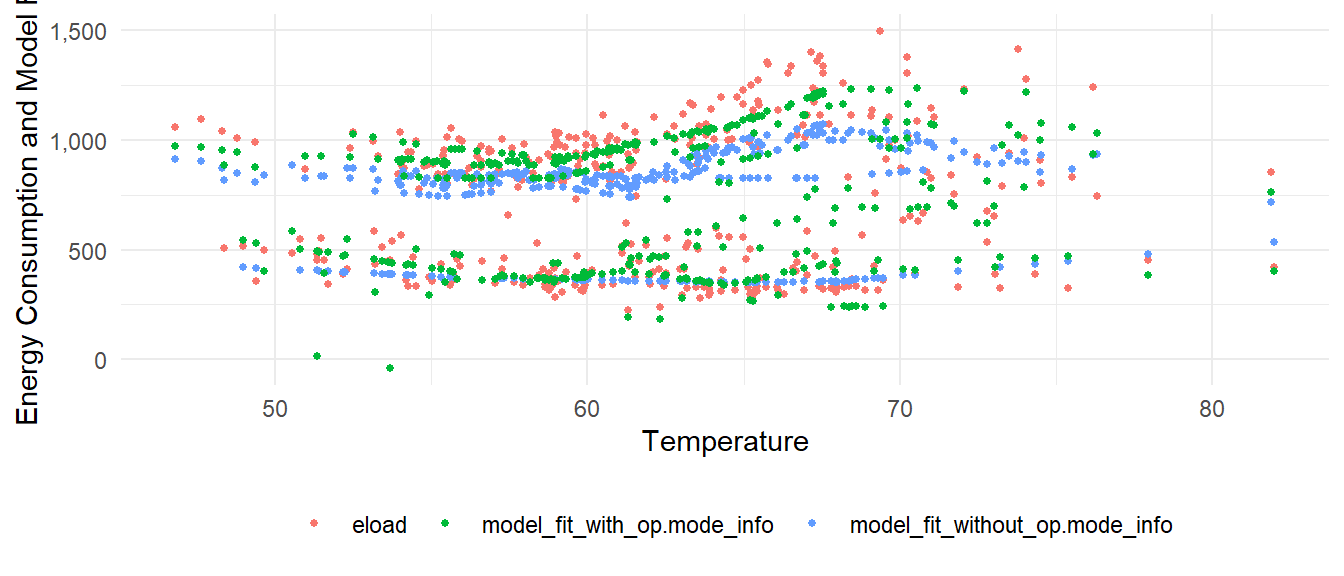 Energy Consumption and Model
1,500
1,000
500
0
50 60 70 80
Temperature
eload model_fit_with_op.mode_info model_fit_without_op.mode_info